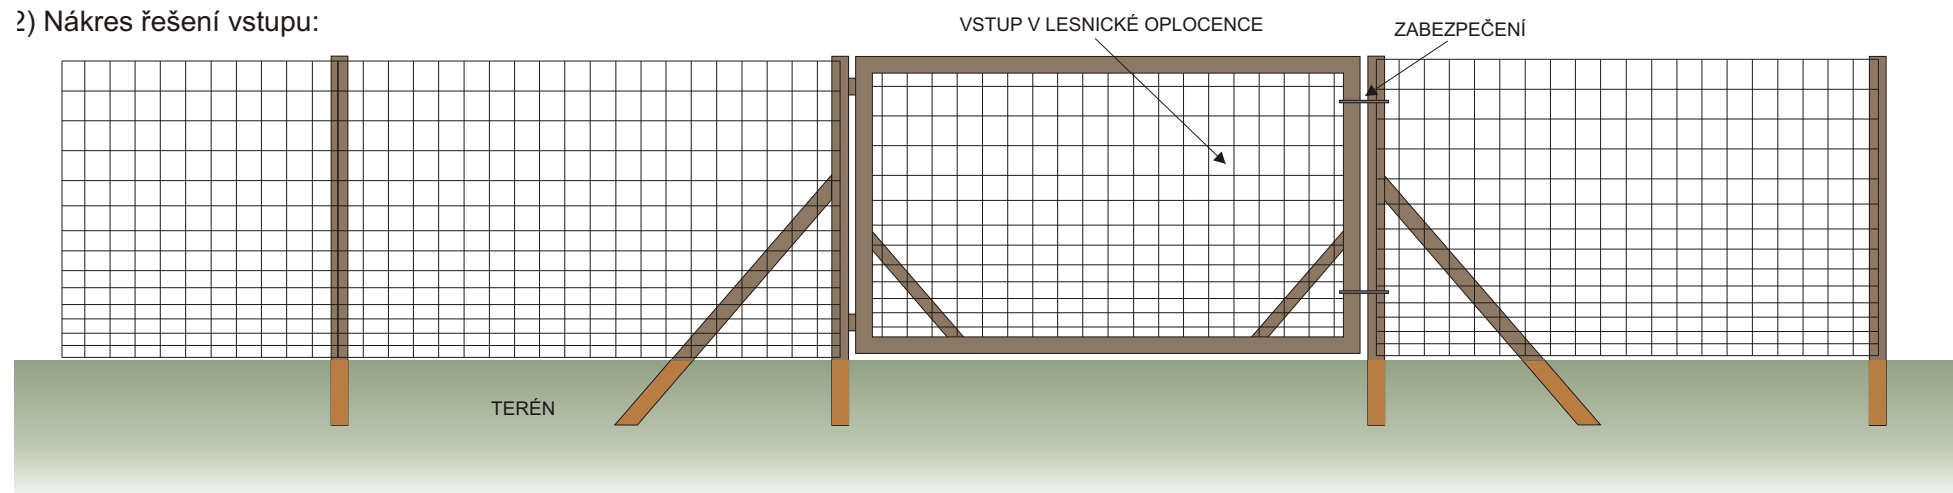 2) Nákres řešení vstupu:
VSTUP V LESNICKÉ OPLOCENCE
ZABEZPEČENÍ
TERÉN